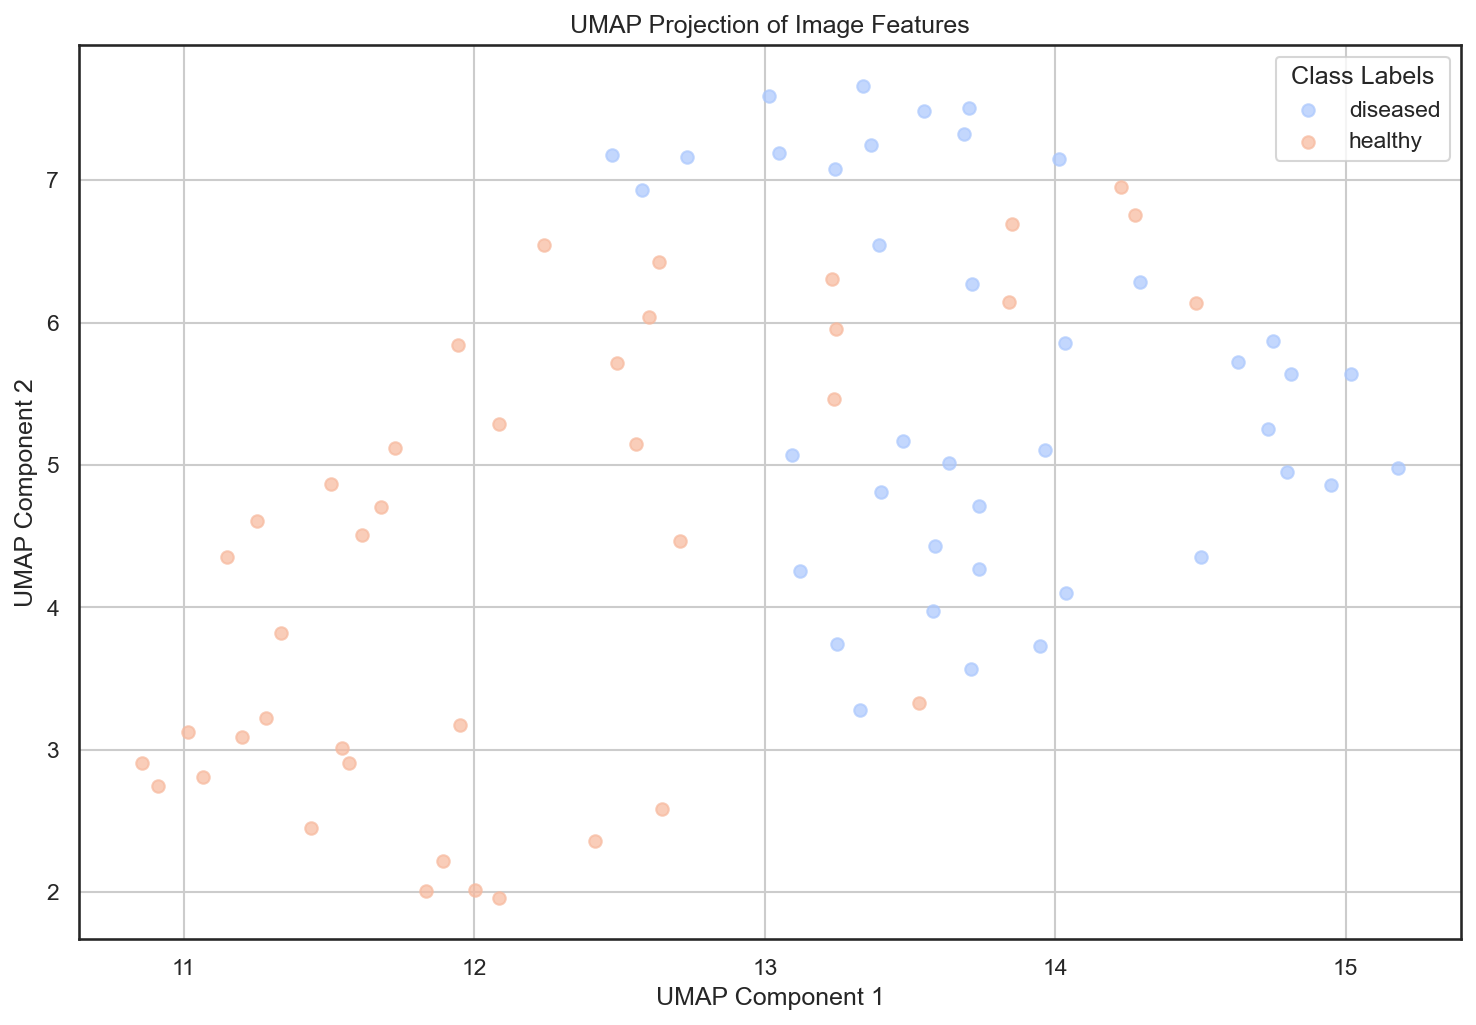 UMAP Projection of Image Features
Class Labels
diseased
healthy
7
6
5
4
3
2
UMAP Component 2
11
12
13
14
15
UMAP Component 1